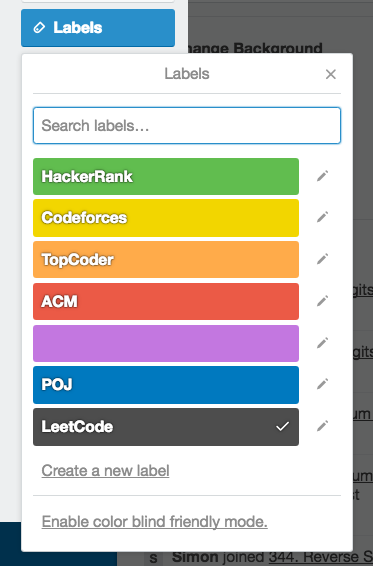 Labels
Change Background
Labels
Search labels…
HackerRank
Codeforces
TopCoder
ACM
POJ
LeetCode
Create a new label
Enable color blind friendly mode.
S
Simon joined 344. Reverse S